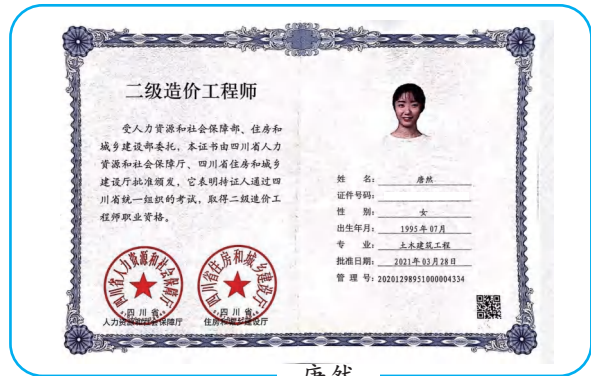 二级造价工程师
受人力资源和社会保障部、住房和
城乡建设部委托，本证书由四川省人力
资源和社会保障厅、四川省住房和城乡
建设厅批准颁发，它表明持证人通过四
川省统一组织的考试，取得二级造价工
程师职业资格。
四川省人力资源和社会保障厅
四川省住房和城乡建设厅
四川省
人力资源和社会保障厅
四川省
住房和城乡建设厅
姓 名：唐然
证件号码：
性 别：女
出生年月：1995年07月
专 业：土木建筑工程
批准日期：2021年03月28日
管 理 号：20201298951000004334
唐然